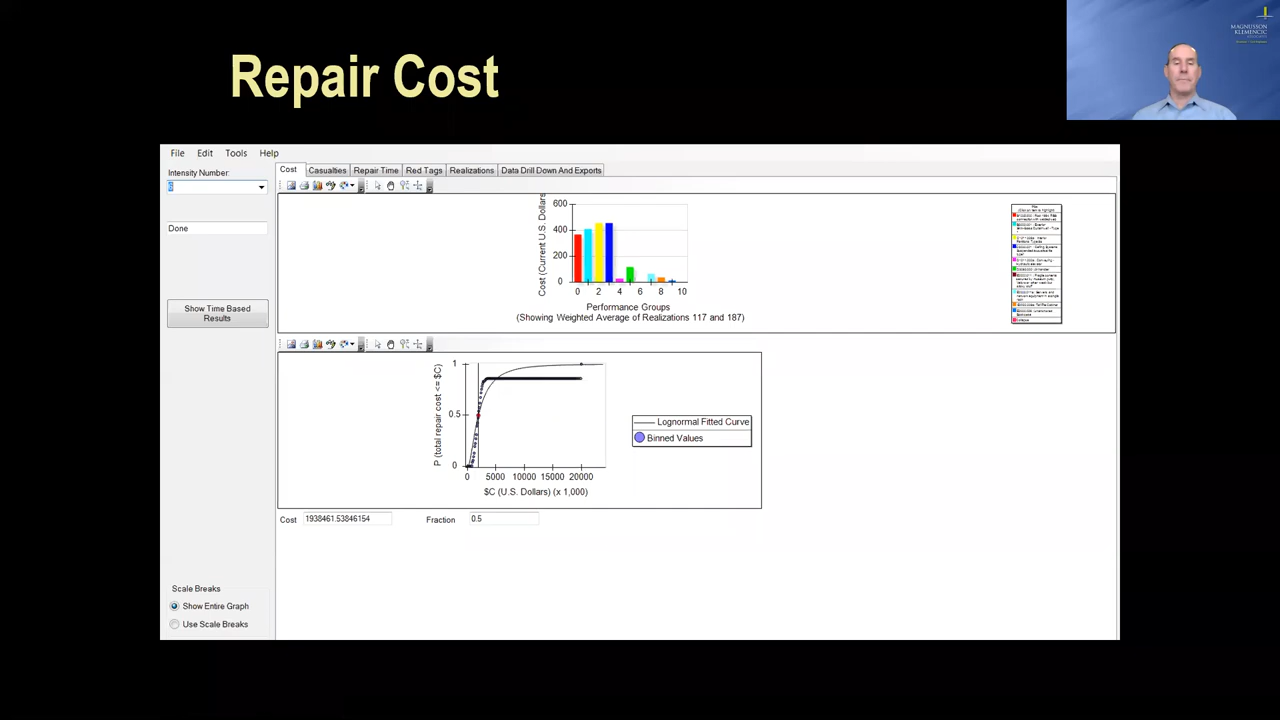 MAGNUSSON
KLEMENCIC
Repair Cost
File Edit Tools Help
Intensity Number:
6
Done
Show Time Based
Results
Scale Breaks
Show Entire Graph
Use Scale Breaks
Cost Casualties Repair Time Red Tags Realizations Data Drill Down And Exports
Cost (Current U.S. Dollars
600
400
200
0
0 2 4 6 8 10
Performance Groups
(Showing Weighted Average of Realizations 117 and 187)
P (total repair cost <= $C)
1
0.5
0
0 5000 10000 15000 20000
$C (U.S. Dollars) (x 1,000)
Lognormal Fitted Curve
Binned Values
Cost 1938461.53846154 Fraction 0.5